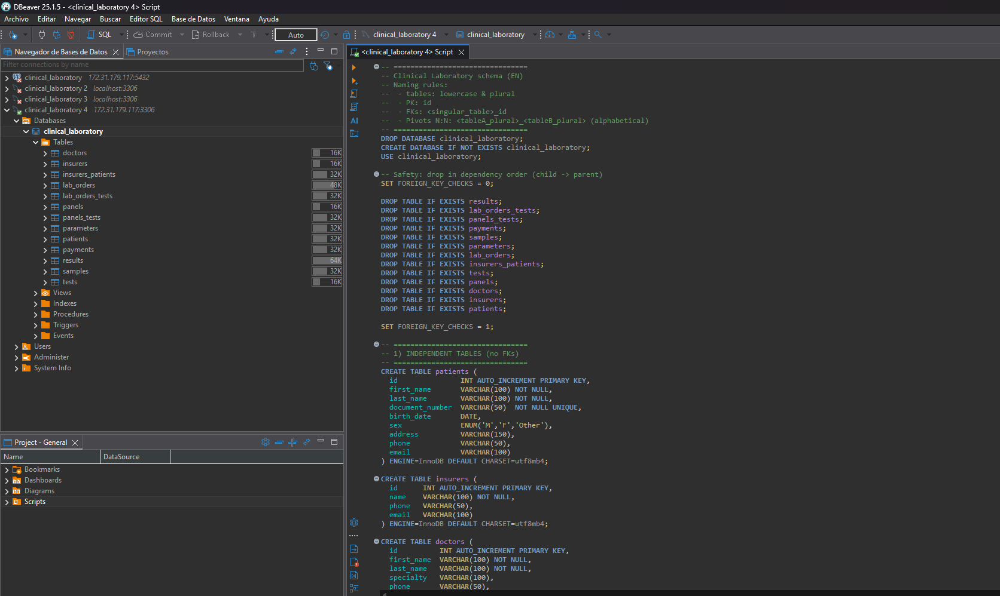 DBeaver 25.1.5 - <clinical_laboratory 4> Script
Archivo Editar Navegar Buscar Editor SQL Base de Datos Ventana Ayuda
SQL Commit Rollback T Auto clinical_laboratory 4 clinical_laboratory
Navegador de Bases de Datos Proyectos
Filter connections by name
clinical_laboratory 172.31.179.117:5432
clinical_laboratory 2 localhost:3306
clinical_laboratory 3 localhost:3306
clinical_laboratory 4 172.31.179.117:3306
Databases
clinical_laboratory
Tables
doctors 16K
insurers 16K
insurers_patients 32K
lab_orders 48K
lab_orders_tests 32K
panels 16K
panels_tests 32K
parameters 32K
patients 32K
payments 32K
results 64K
samples 32K
tests 16K
Views
Indexes
Procedures
Triggers
Events
Users
Administer
System Info
Project - General
Name DataSource
Bookmarks
Dashboards
Diagrams
Scripts
<clinical_laboratory 4> Script
AI
-- ================================
-- Clinical Laboratory schema (EN)
-- Naming rules:
--  - tables: lowercase & plural
--  - PK: id
--  - FKs: <singular_table>_id
--  - Pivots N:N: <tableA_plural>_<tableB_plural> (alphabetical)
-- ================================
DROP DATABASE clinical_laboratory;
CREATE DATABASE IF NOT EXISTS clinical_laboratory;
USE clinical_laboratory;
-- Safety: drop in dependency order (child -> parent)
SET FOREIGN_KEY_CHECKS = 0;
DROP TABLE IF EXISTS results;
DROP TABLE IF EXISTS lab_orders_tests;
DROP TABLE IF EXISTS panels_tests;
DROP TABLE IF EXISTS payments;
DROP TABLE IF EXISTS samples;
DROP TABLE IF EXISTS parameters;
DROP TABLE IF EXISTS lab_orders;
DROP TABLE IF EXISTS insurers_patients;
DROP TABLE IF EXISTS tests;
DROP TABLE IF EXISTS panels;
DROP TABLE IF EXISTS doctors;
DROP TABLE IF EXISTS insurers;
DROP TABLE IF EXISTS patients;
SET FOREIGN_KEY_CHECKS = 1;
-- ================================
-- 1) INDEPENDENT TABLES (no FKs)
-- ================================
CREATE TABLE patients (
id INT AUTO_INCREMENT PRIMARY KEY,
first_name VARCHAR(100) NOT NULL,
last_name VARCHAR(100) NOT NULL,
document_number VARCHAR(50) NOT NULL UNIQUE,
birth_date DATE,
sex ENUM('M','F','Other'),
address VARCHAR(150),
phone VARCHAR(50),
email VARCHAR(100)
) ENGINE=InnoDB DEFAULT CHARSET=utf8mb4;
CREATE TABLE insurers (
id INT AUTO_INCREMENT PRIMARY KEY,
name VARCHAR(100) NOT NULL,
phone VARCHAR(50),
email VARCHAR(100)
) ENGINE=InnoDB DEFAULT CHARSET=utf8mb4;
CREATE TABLE doctors (
id INT AUTO_INCREMENT PRIMARY KEY,
first_name VARCHAR(100) NOT NULL,
last_name VARCHAR(100) NOT NULL,
specialty VARCHAR(100),
phone VARCHAR(50),